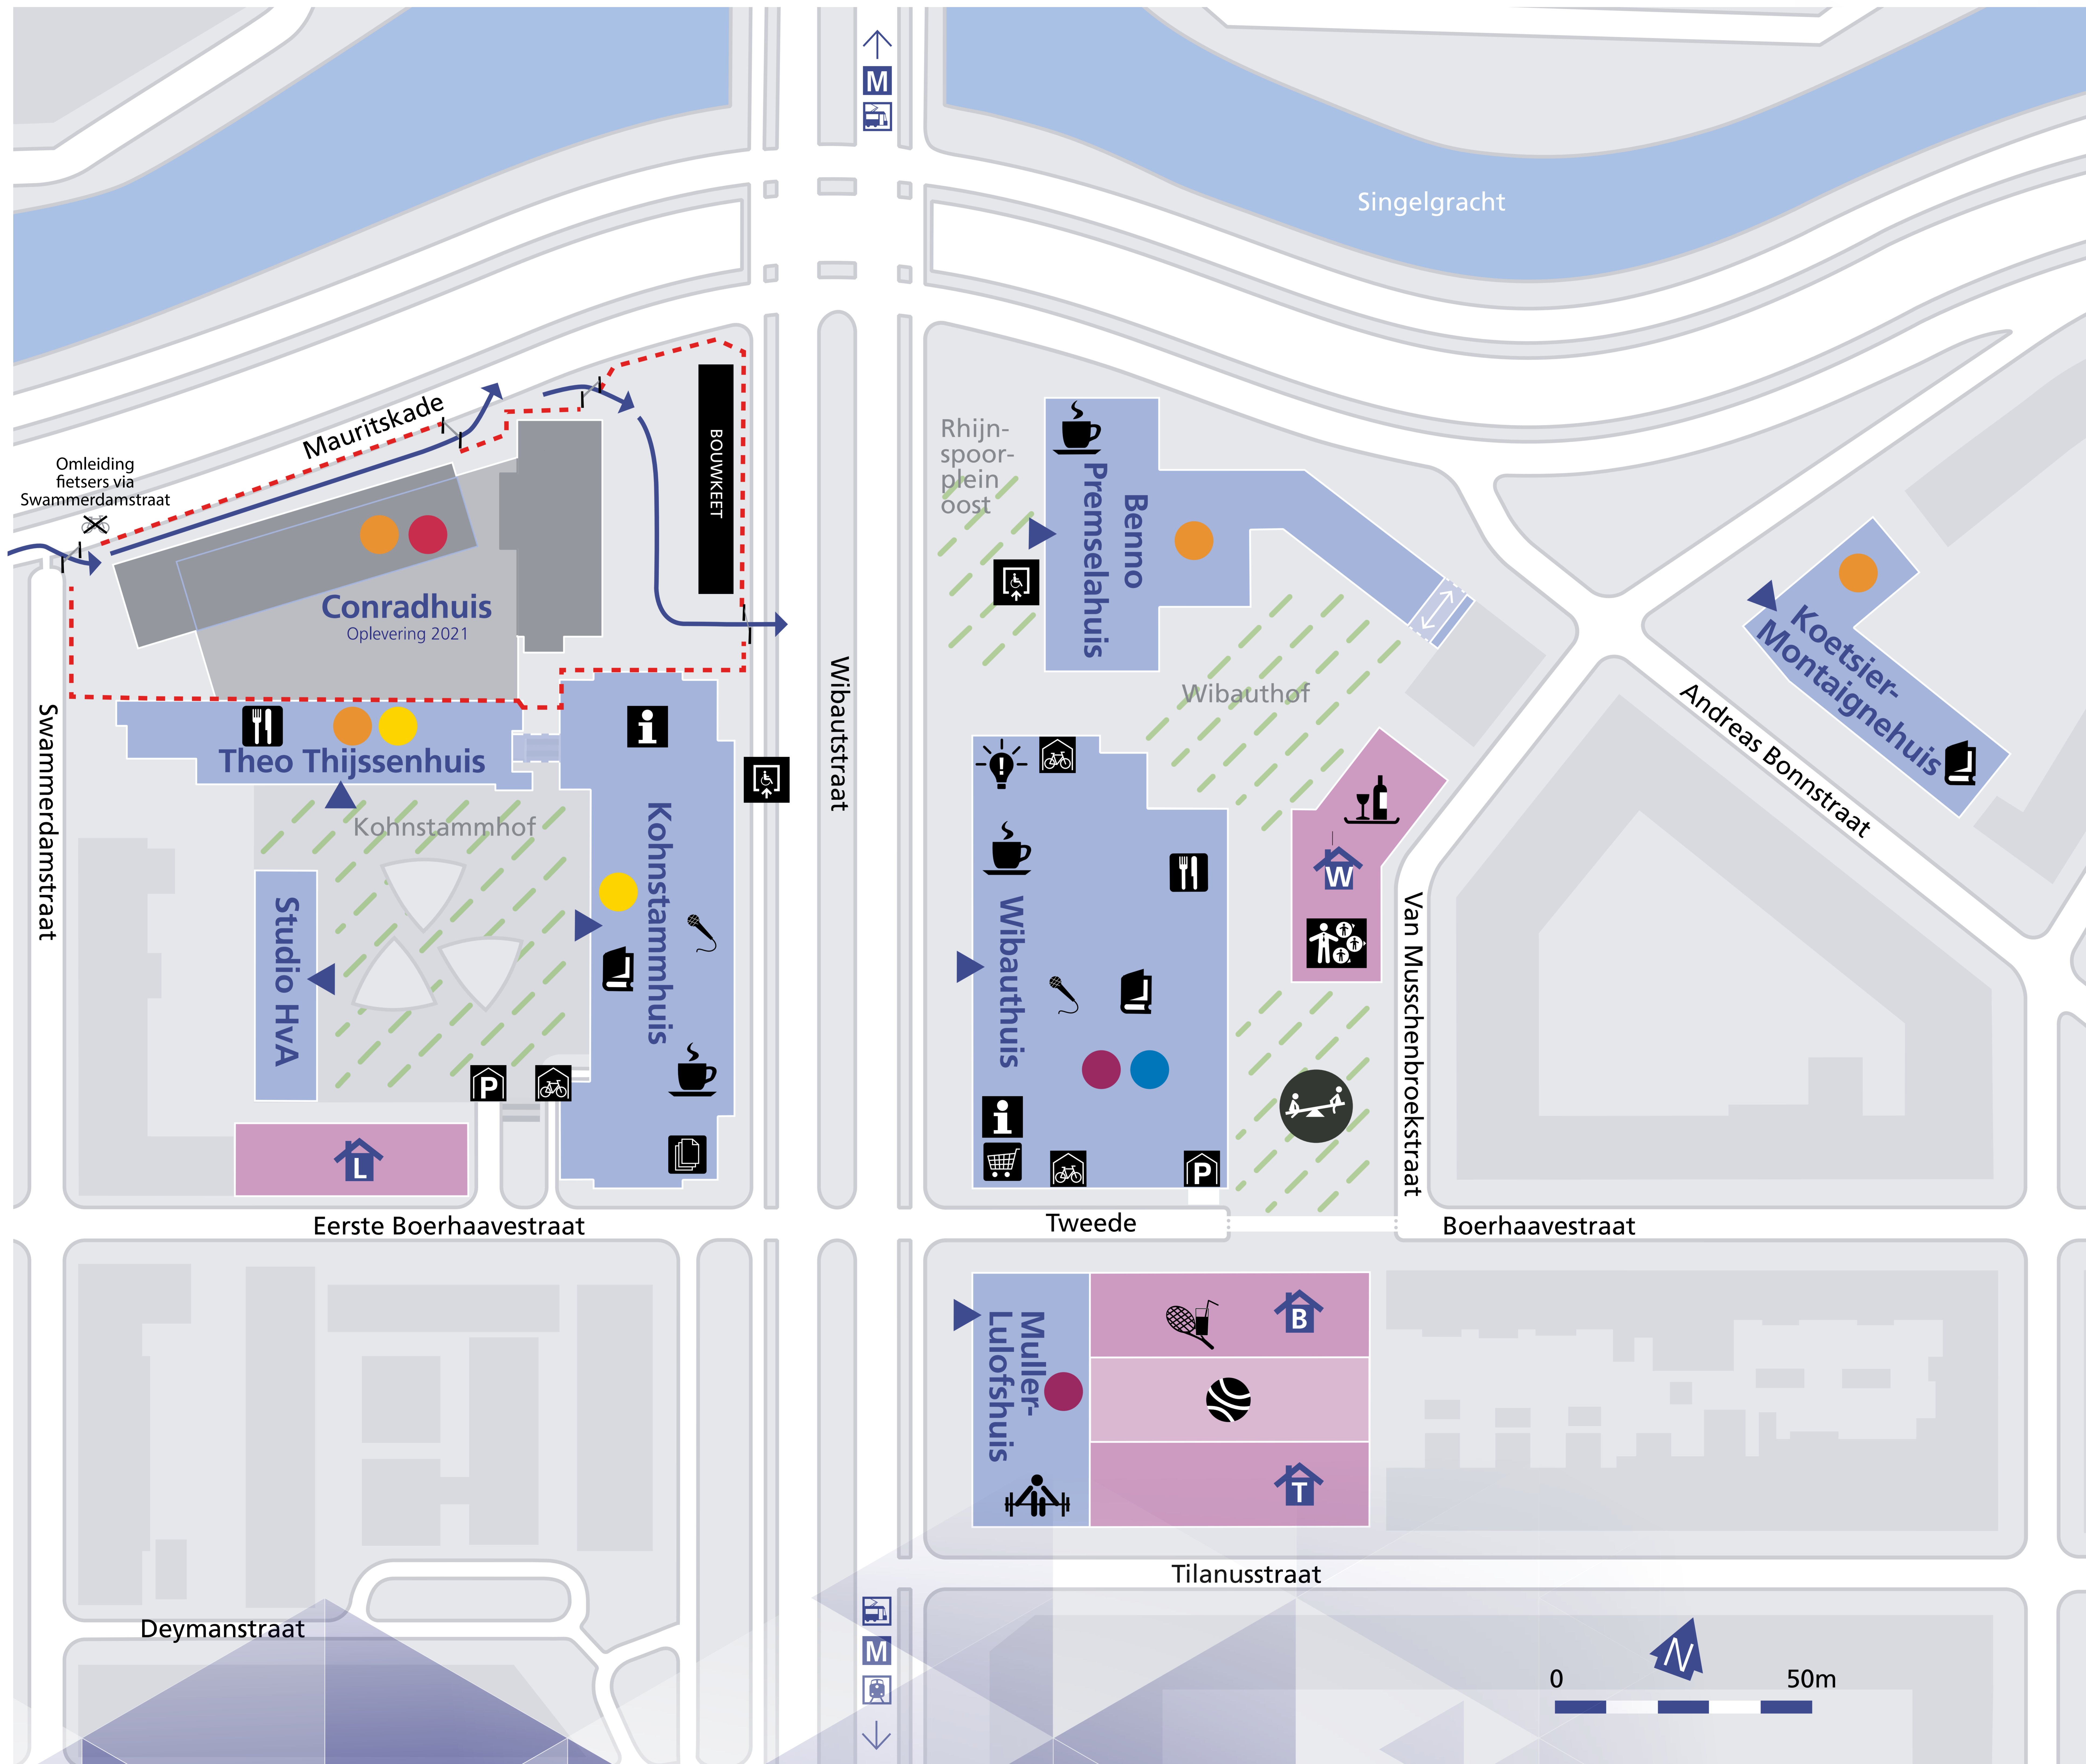 M
Singelgracht
Mauritskade
Omleiding
fietsers via
Swammerdamstraat
BOUWKEET
Rhijn-
spoor-
plein
oost
Benno
Premselahuis
Conradhuis
Oplevering 2021
Koetsier-
Montaignehuis
Wibauthof
Andreas Bonnstraat
Swammerdamstraat
Theo Thijssenhuis
i
Wibautstraat
Kohnstammhof
Kohnstammhuis
Studio HvA
W
Wibauthuis
Van Musschenbroekstraat
P
i
L
P
Eerste Boerhaavestraat
Tweede
Boerhaavestraat
Muller-
Lulofshuis
B
T
Tilanusstraat
Deymanstraat
M
N
0
50m